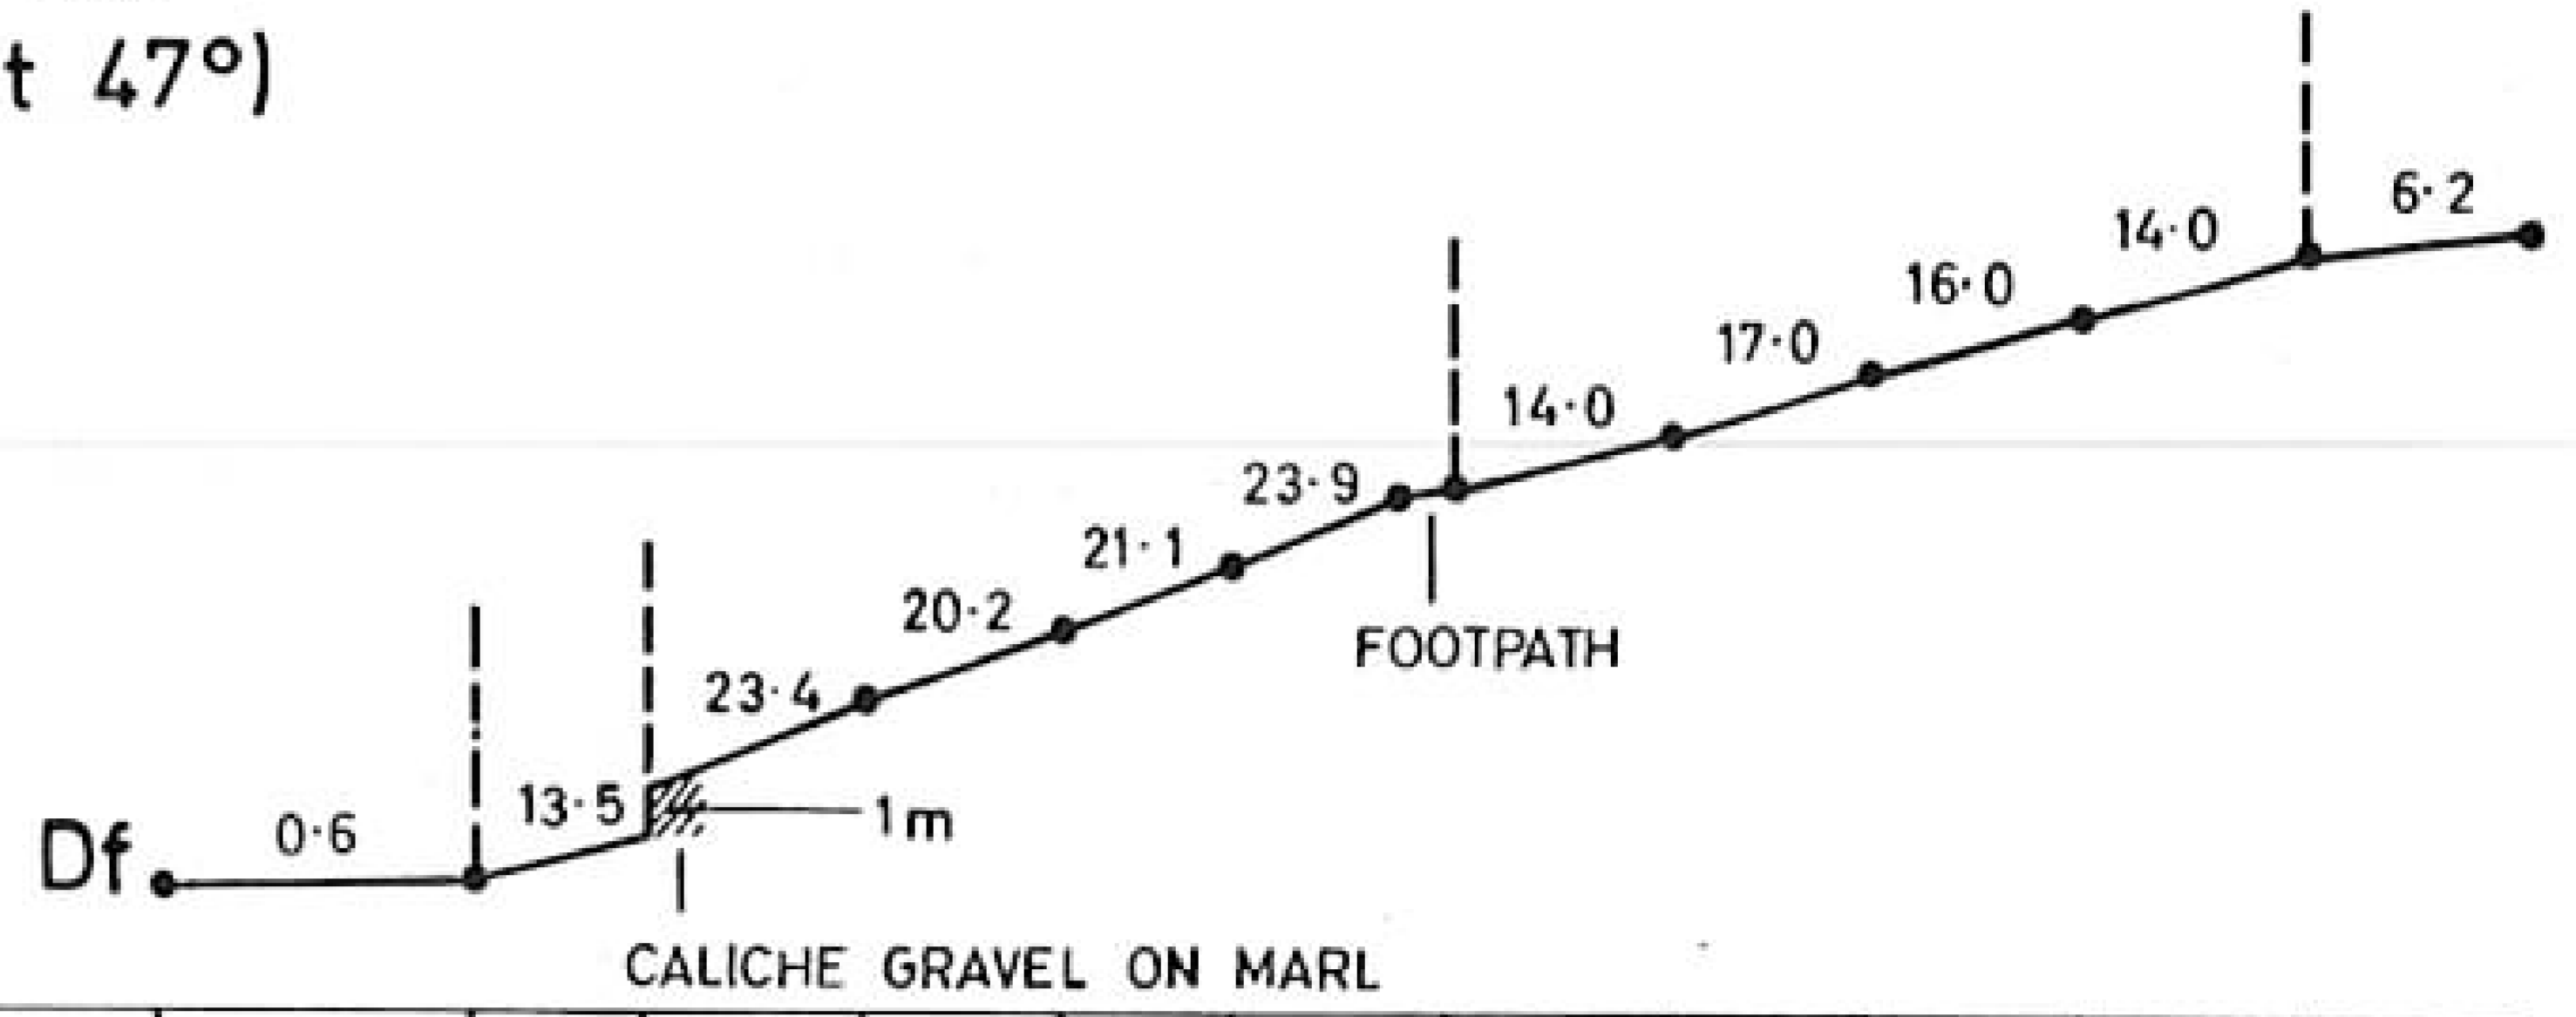 t 47°)
6·2
14·0
16·0
17·0
14·0
23·9
21·1
20·2
23·4
FOOTPATH
13·5
1m
0·6
Df
CALICHE GRAVEL ON MARL